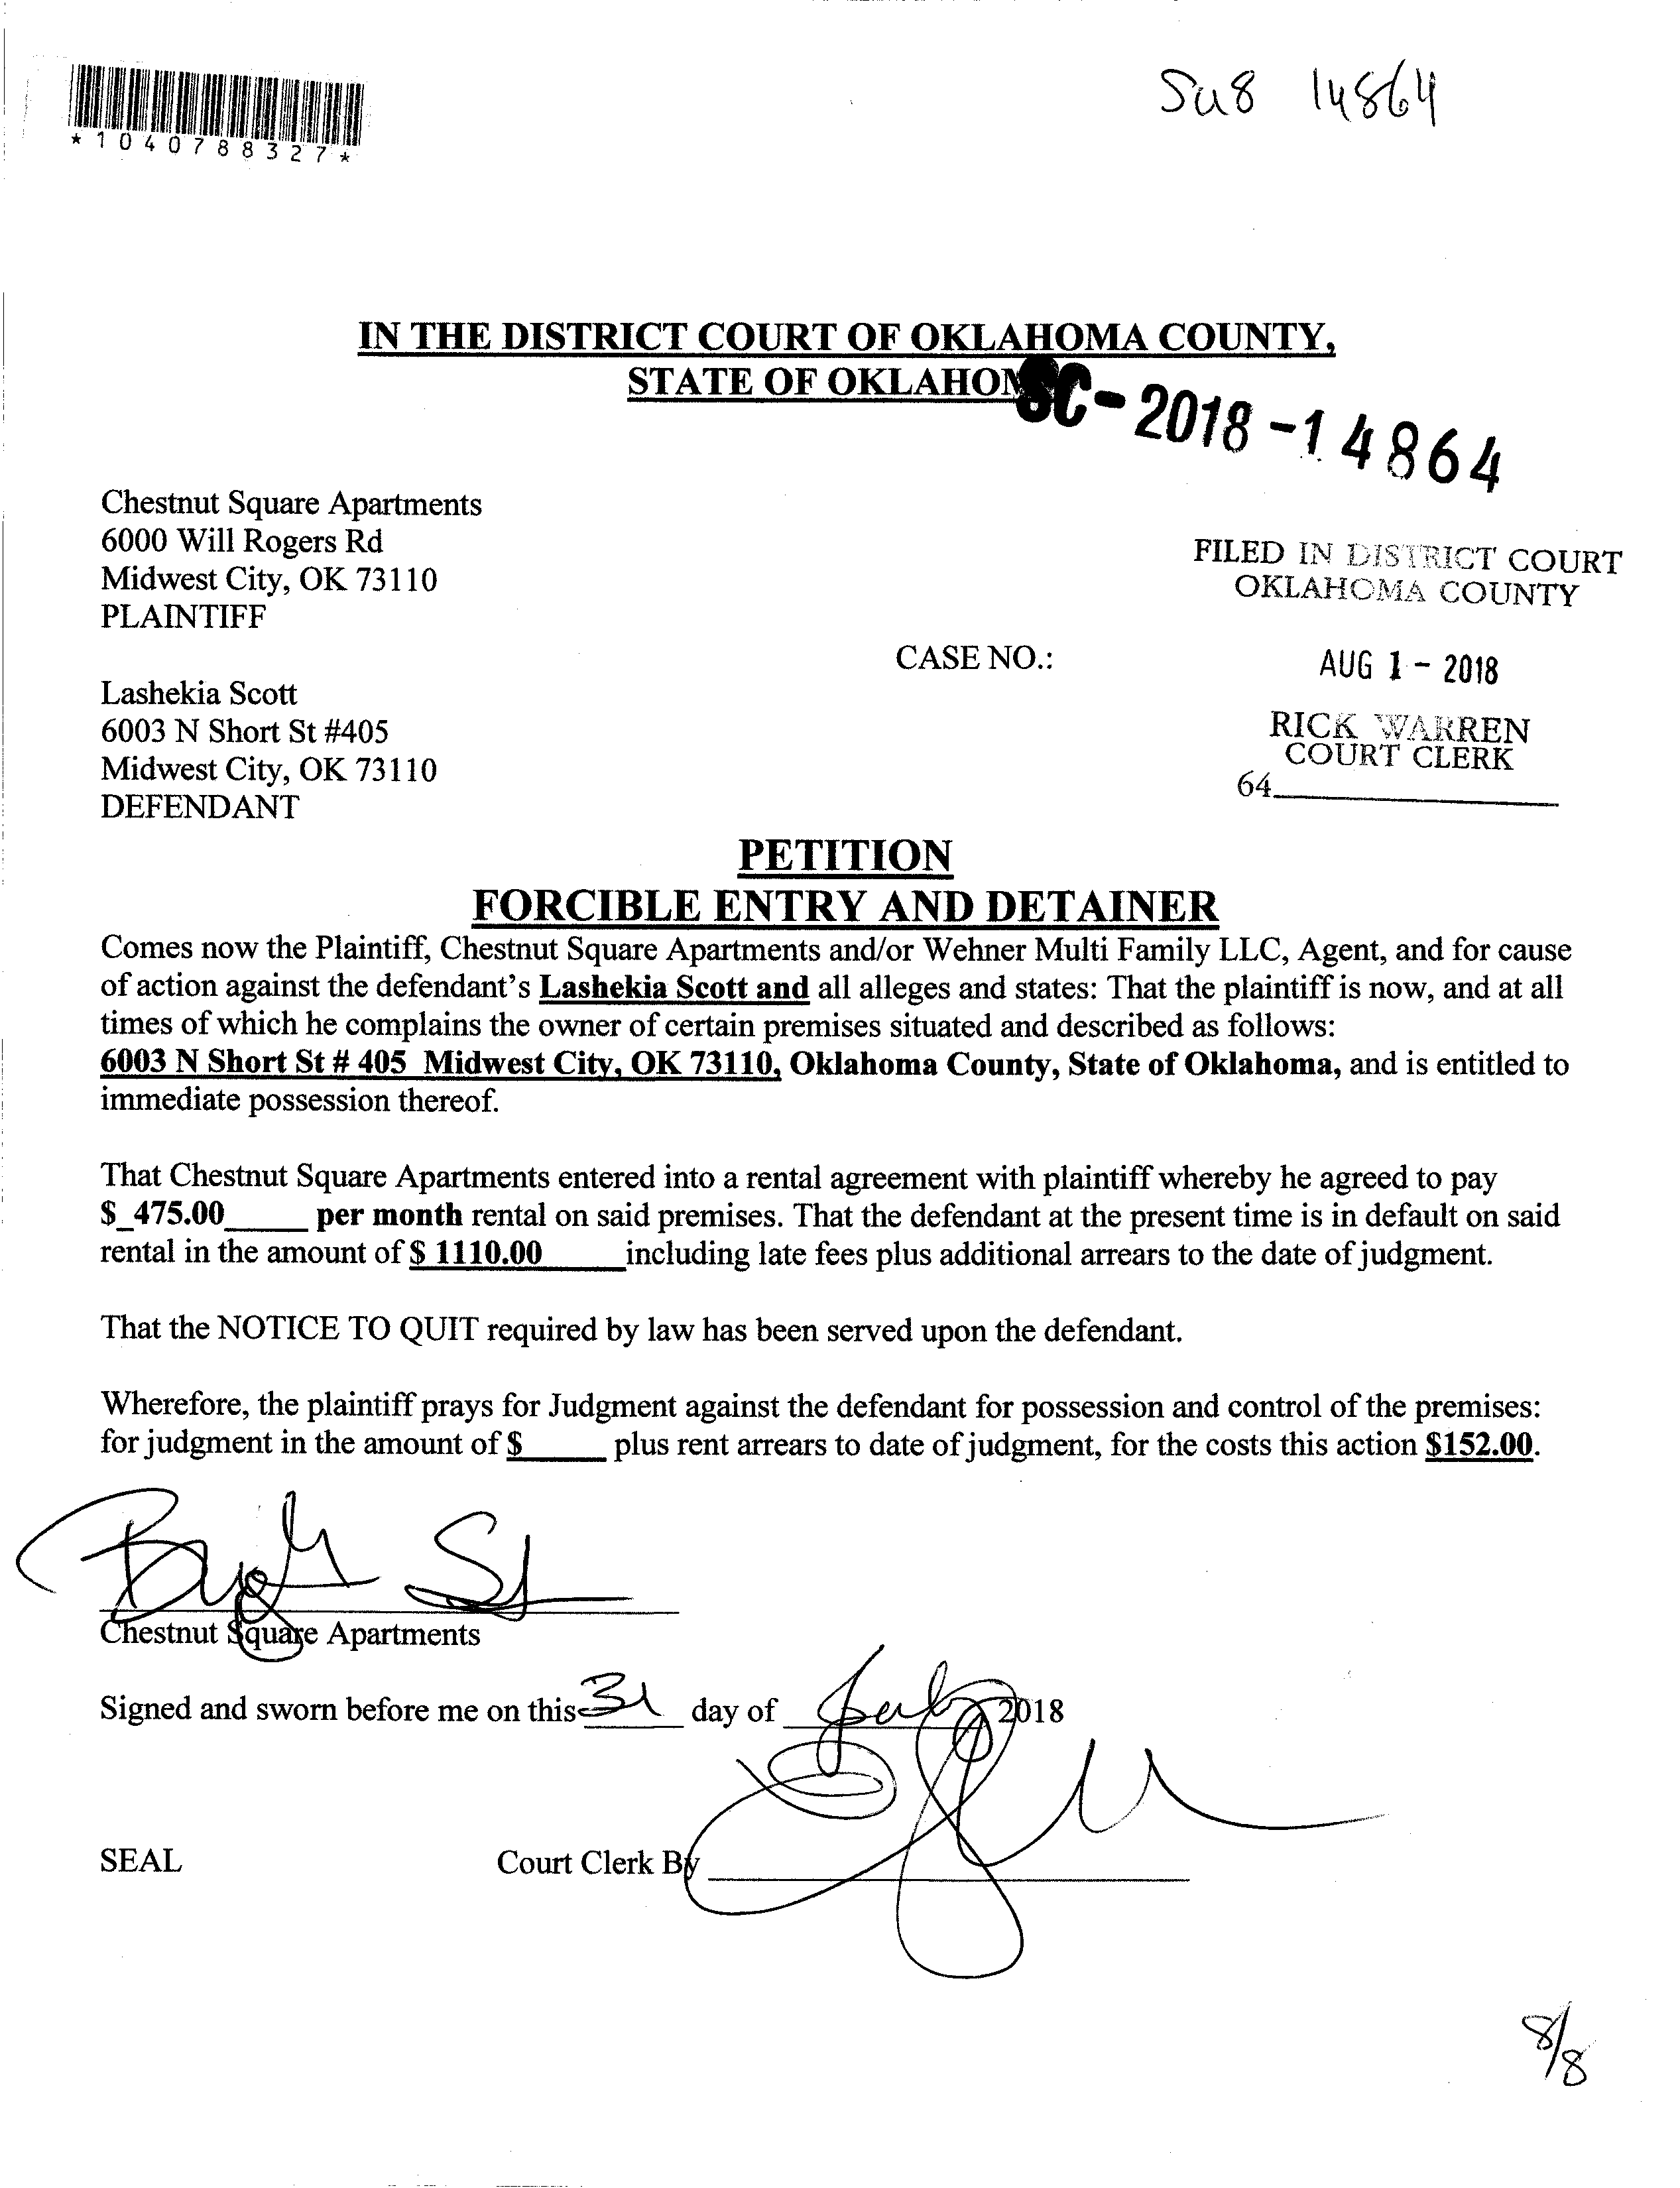 *1040788327*
14864
IN THE DISTRICT COURT OF OKLAHOMA COUNTY,
STATE OF
SC-2018-14864
Chestnut Square Apartments
6000 Will Rogers Rd
Midwest City, OK 73110
PLAINTIFF
FILED IN DISTRICT COURT
OKLAHOMA COUNTY
CASE NO.:
AUG 1 - 2018
Lashekia Scott
6003 N Short St #405
Midwest City, OK 73110
DEFENDANT
RICK WARREN
COURT CLERK
64
PETITION
FORCIBLE ENTRY AND DETAINER
Comes now the Plaintiff, Chestnut Square Apartments and/or Wehner Multi Family LLC, Agent, and for cause
of action against the defendant's Lashekia Scott and all alleges and states: That the plaintiff is now, and at all
times of which he complains the owner of certain premises situated and described as follows:
6003 N Short St # 405 Midwest City, OK 73110, Oklahoma County, State of Oklahoma, and is entitled to
immediate possession thereof.
That Chestnut Square Apartments entered into a rental agreement with plaintiff whereby he agreed to pay
$_475.00_____ per month rental on said premises. That the defendant at the present time is in default on said
rental in the amount of $ 1110.00 _____including late fees plus additional arrears to the date of judgment.
That the NOTICE TO QUIT required by law has been served upon the defendant.
Wherefore, the plaintiff prays for Judgment against the defendant for possession and control of the premises:
for judgment in the amount of $_____ plus rent arrears to date of judgment, for the costs this action $152.00.
Chestnut Square Apartments
Signed and sworn before me on this 31 day of July 2018
SEAL Court Clerk By
8/8